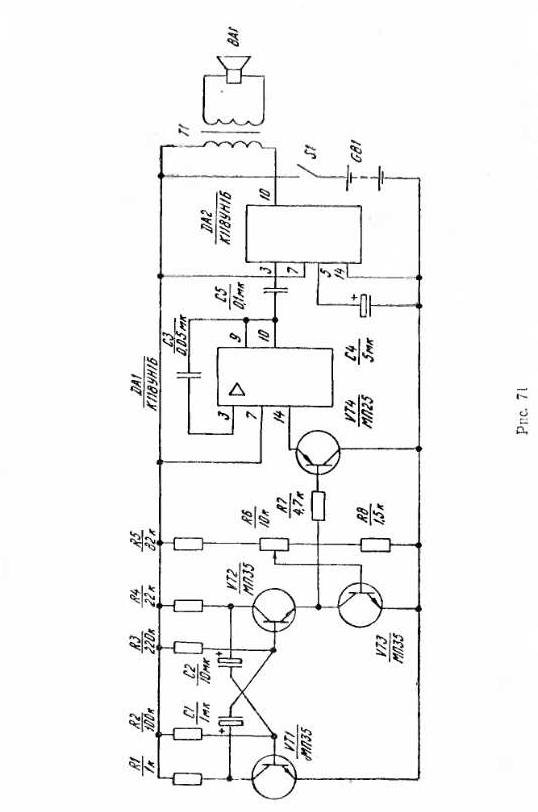 R1
1к
R2
100к
C1
1мк
C2
10мк
R3
220к
R4
22к
R5
82к
VT1
МП35
VT2
МП35
VT3
МП35
R6
10к
R7
4,7к
R8
1,5к
VT4
МП25
DA1
К118УН1Б
3
7
14
9
10
C3
0,05мк
C4
5мк
C5
0,1мк
DA2
К118УН1Б
3
7
5
14
10
T1
BA1
S1
GB1
+
+
+
Рис. 71